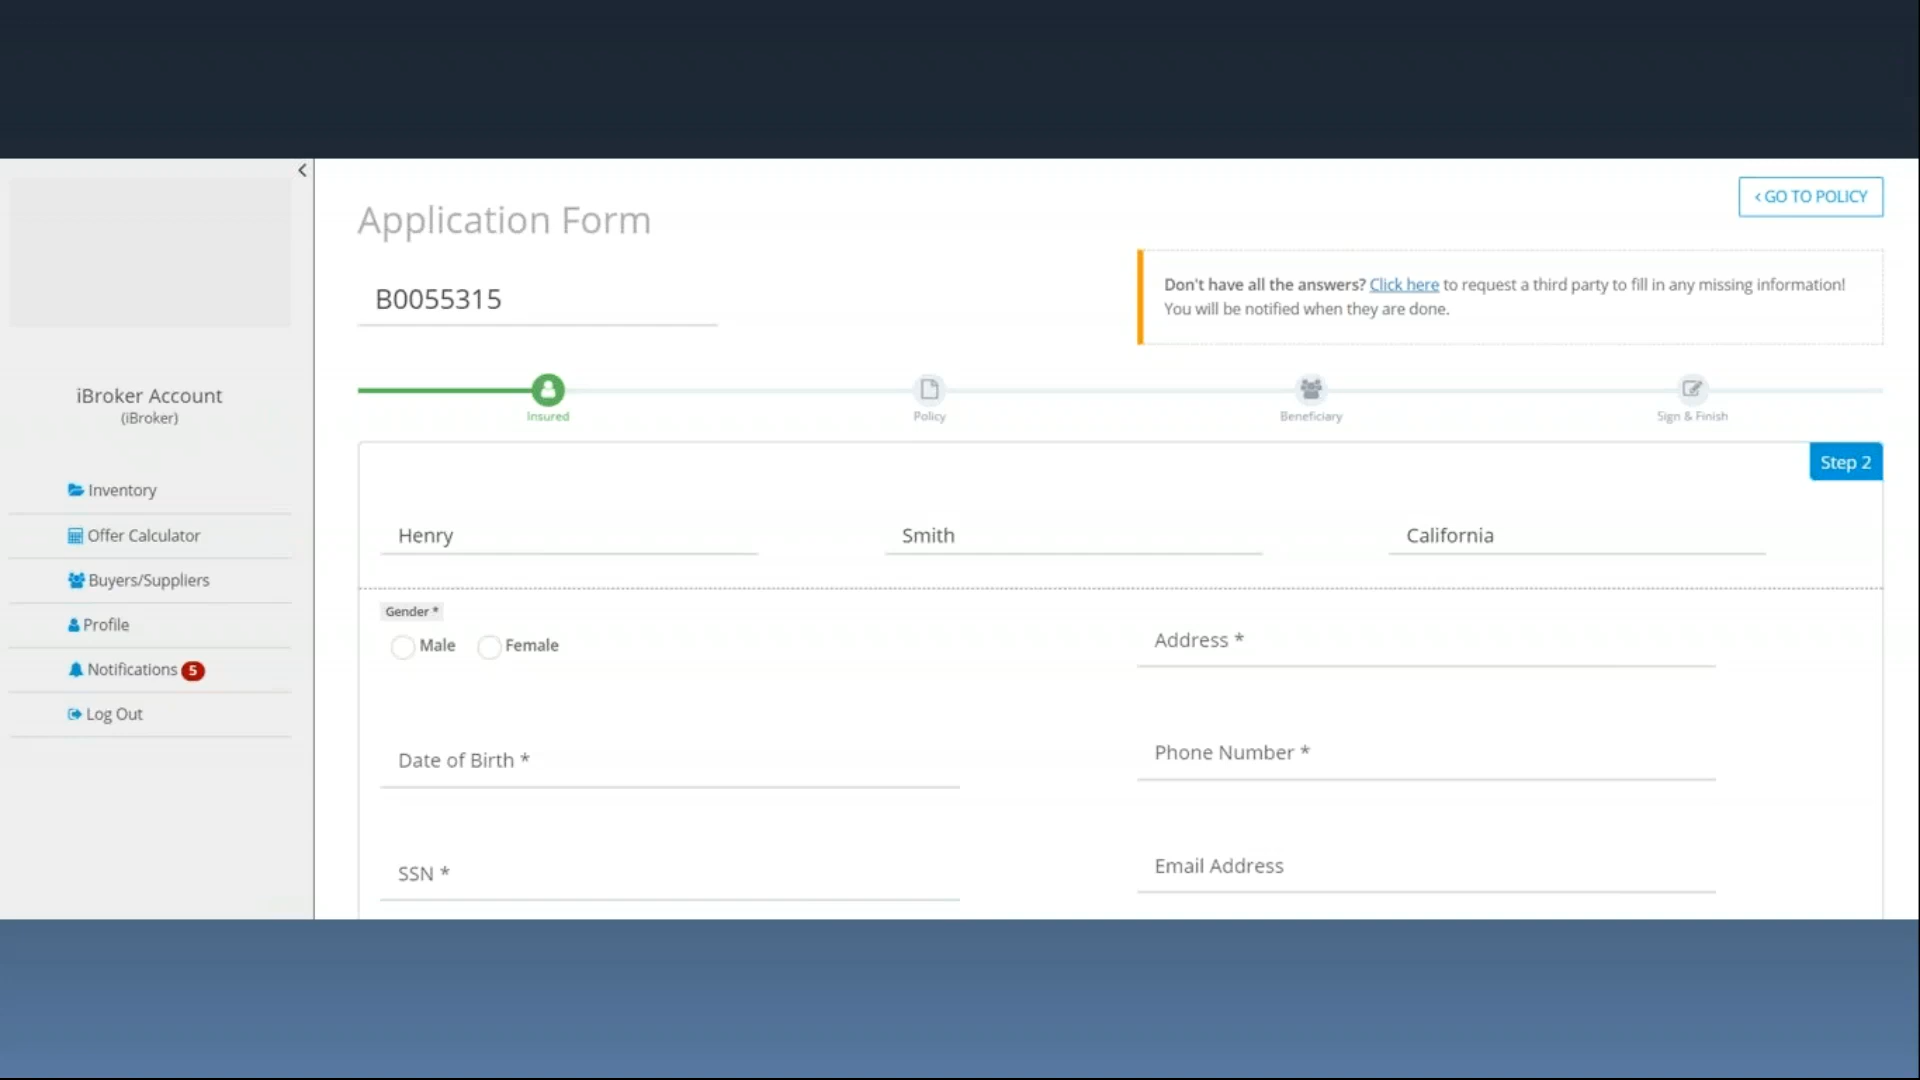 < GO TO POLICY
Application Form
Don't have all the answers? Click here to request a third party to fill in any missing information!
You will be notified when they are done.
B0055315
iBroker Account
(iBroker)
Inventory
Offer Calculator
Buyers/Suppliers
Profile
Notifications 5
Log Out
Insured
Policy
Beneficiary
Sign & Finish
Step 2
Henry
Smith
California
Gender *
Male
Female
Address *
Date of Birth *
Phone Number *
SSN *
Email Address